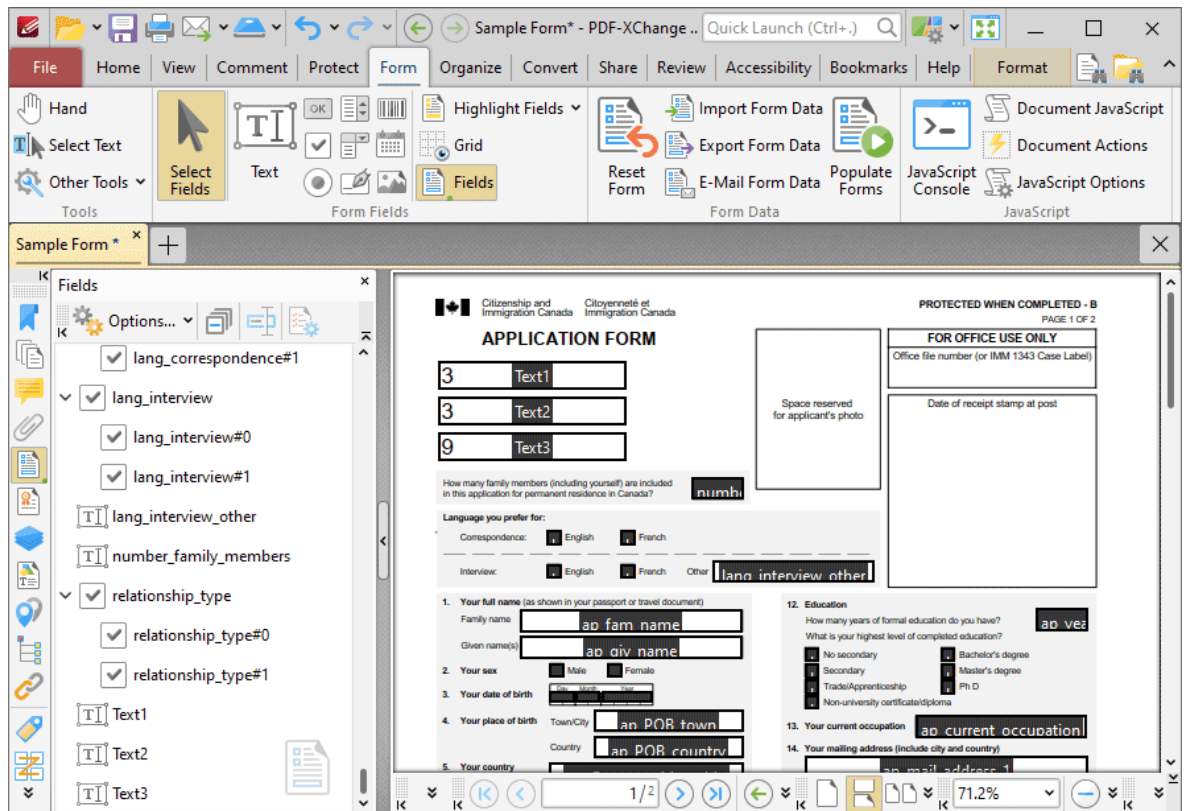 Sample Form* - PDF-XChange ..
Quick Launch (Ctrl+.)
File Home View Comment Protect Form Organize Convert Share Review Accessibility Bookmarks Help Format
Hand
Select Text
Other Tools
Tools
Select Fields
Text
OK
Highlight Fields
Grid
Fields
Form Fields
Reset Form
Import Form Data
Export Form Data
E-Mail Form Data
Populate Forms
Form Data
JavaScript Console
Document JavaScript
Document Actions
JavaScript Options
JavaScript
Sample Form *
Fields
Options...
lang_correspondence#1
lang_interview
lang_interview#0
lang_interview#1
lang_interview_other
number_family_members
relationship_type
relationship_type#0
relationship_type#1
Text1
Text2
Text3
Citizenship and Immigration Canada
Citoyenneté et Immigration Canada
PROTECTED WHEN COMPLETED - B
PAGE 1 OF 2
APPLICATION FORM
3 Text1
3 Text2
9 Text3
Space reserved
for applicant's photo
FOR OFFICE USE ONLY
Office file number (or IMM 1343 Case Label)
Date of receipt stamp at post
How many family members (including yourself) are included
in this application for permanent residence in Canada?
numbe
Language you prefer for:
Correspondence: English French
Interview: English French Other lang_interview_other
1. Your full name (as shown in your passport or travel document)
Family name ap_fam_name
Given name(s) ap_giv_name
2. Your sex Male Female
3. Your date of birth Day Month Year
4. Your place of birth Town/City ap_POB_town
Country ap_POB_country
5. Your country
12. Education
How many years of formal education do you have? ap_yea
What is your highest level of completed education?
No secondary Bachelor's degree
Secondary Master's degree
Trade/Apprenticeship Ph D
Non-university certificate/diploma
13. Your current occupation ap_current_occupation
14. Your mailing address (include city and country)
ap_mail_address_1
1/2
71.2%